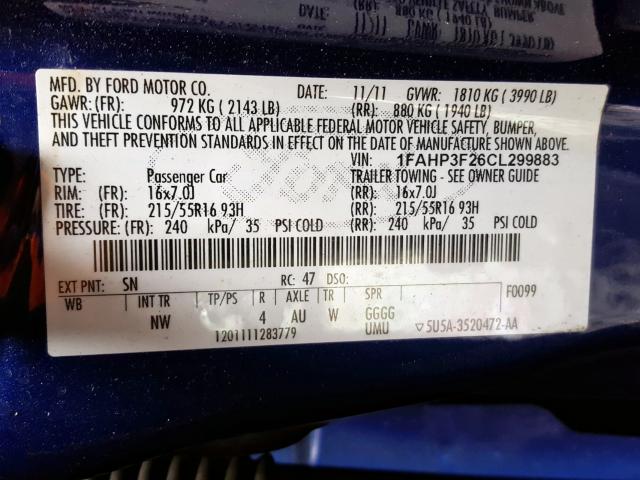 MFD. BY FORD MOTOR CO. DATE: 11/11 GVWR: 1810 KG ( 3990 LB)
GAWR: (FR): 972 KG ( 2143 LB) (RR): 880 KG ( 1940 LB)
THIS VEHICLE CONFORMS TO ALL APPLICABLE FEDERAL MOTOR VEHICLE SAFETY, BUMPER,
AND THEFT PREVENTION STANDARDS IN EFFECT ON THE DATE OF MANUFACTURE SHOWN ABOVE.
VIN: 1FAHP3F26CL299883
TYPE: Passenger Car TRAILER TOWING - SEE OWNER GUIDE
RIM: (FR): 16x7.0J (RR): 16x7.0J
TIRE: (FR): 215/55R16 93H (RR): 215/55R16 93H
PRESSURE: (FR): 240 kPa/ 35 PSI COLD (RR): 240 kPa/ 35 PSI COLD
EXT PNT: SN RC: 47 DSO: F0099
WB INT TR TP/PS R AXLE TR SPR
NW 4 AU W GGGG
UMU
1201111283779 5U5A-3520472-AA